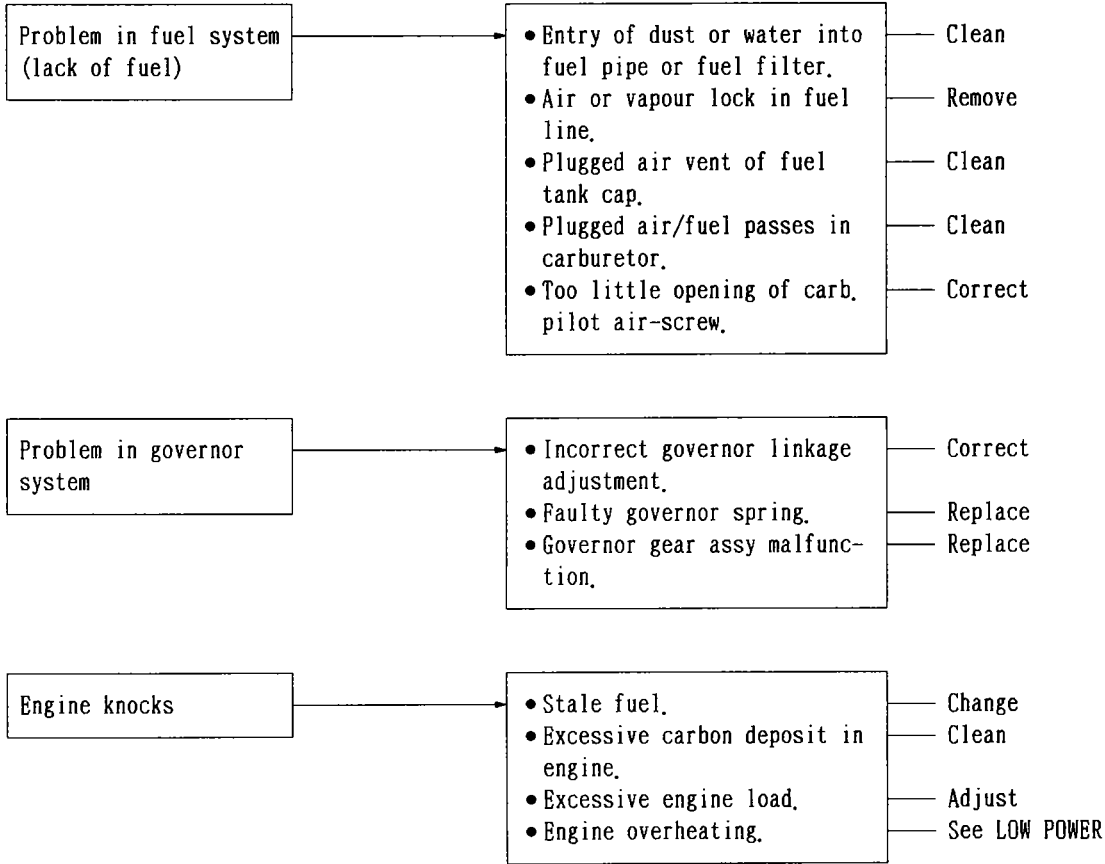 Problem in fuel system
(lack of fuel)
• Entry of dust or water into
fuel pipe or fuel filter.
Clean
• Air or vapour lock in fuel
line.
Remove
• Plugged air vent of fuel
tank cap.
Clean
• Plugged air/fuel passes in
carburetor.
Clean
• Too little opening of carb.
pilot air-screw.
Correct
Problem in governor
system
• Incorrect governor linkage
adjustment.
Correct
• Faulty governor spring.
Replace
• Governor gear assy malfunc-
tion.
Replace
Engine knocks
• Stale fuel.
Change
• Excessive carbon deposit in
engine.
Clean
• Excessive engine load.
Adjust
• Engine overheating.
See LOW POWER